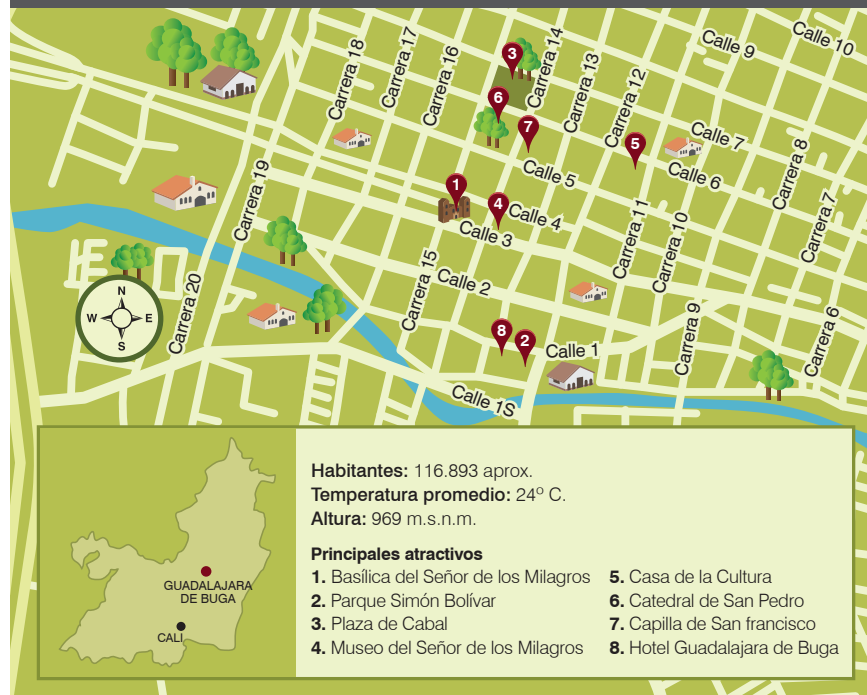 Calle 10
Calle 9
Carrera 18
Carrera 17
Carrera 16
Carrera 14
Carrera 13
Carrera 12
3
6
7
5
Calle 7
Calle 6
Calle 5
Carrera 8
Carrera 7
1
4
Calle 4
Calle 3
Carrera 19
Carrera 11
Carrera 10
Carrera 15
Calle 2
Carrera 20
N
W E
S
8
2
Calle 1
Carrera 9
Carrera 6
Calle 1S
GUADALAJARA
DE BUGA
CALI
Habitantes: 116.893 aprox.
Temperatura promedio: 24º C.
Altura: 969 m.s.n.m.
Principales atractivos
1. Basílica del Señor de los Milagros
2. Parque Simón Bolívar
3. Plaza de Cabal
4. Museo del Señor de los Milagros
5. Casa de la Cultura
6. Catedral de San Pedro
7. Capilla de San francisco
8. Hotel Guadalajara de Buga